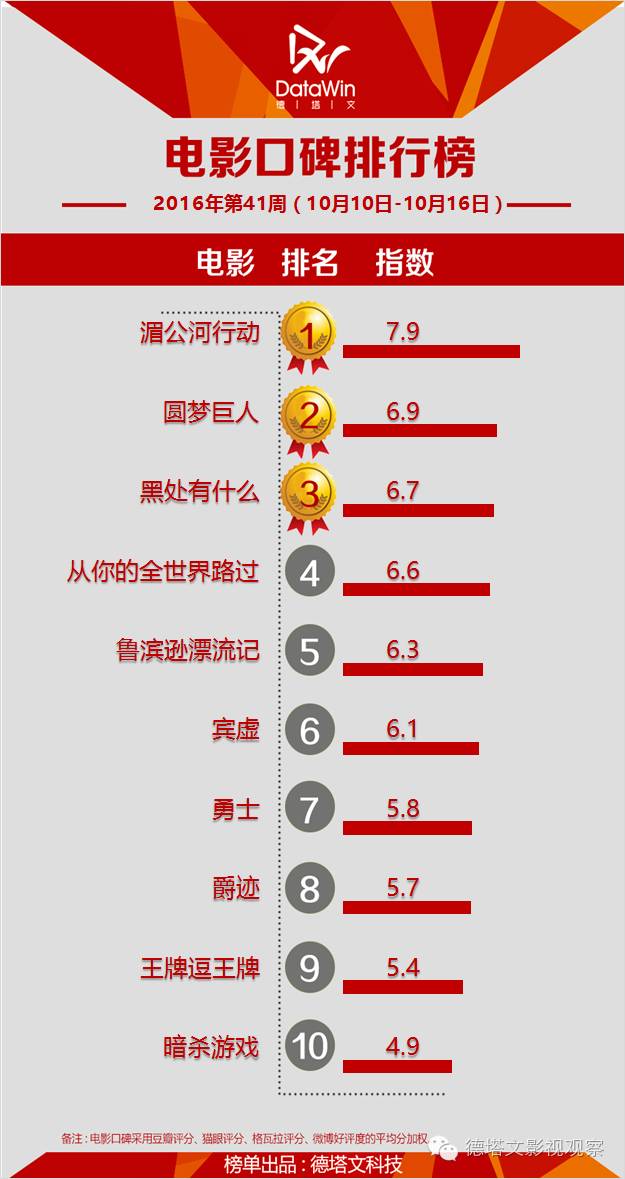 DataWin
德 | 塔 | 文
电影口碑排行榜
2016年第41周（10月10日-10月16日）
电影 排名 指数
湄公河行动 1 7.9
圆梦巨人 2 6.9
黑处有什么 3 6.7
从你的全世界路过 4 6.6
鲁滨逊漂流记 5 6.3
宾虚 6 6.1
勇士 7 5.8
爵迹 8 5.7
王牌逗王牌 9 5.4
暗杀游戏 10 4.9
备注：电影口碑采用豆瓣评分、猫眼评分、格瓦拉评分、微博好评度的平均分加权
德塔文影视观察
榜单出品：德塔文科技